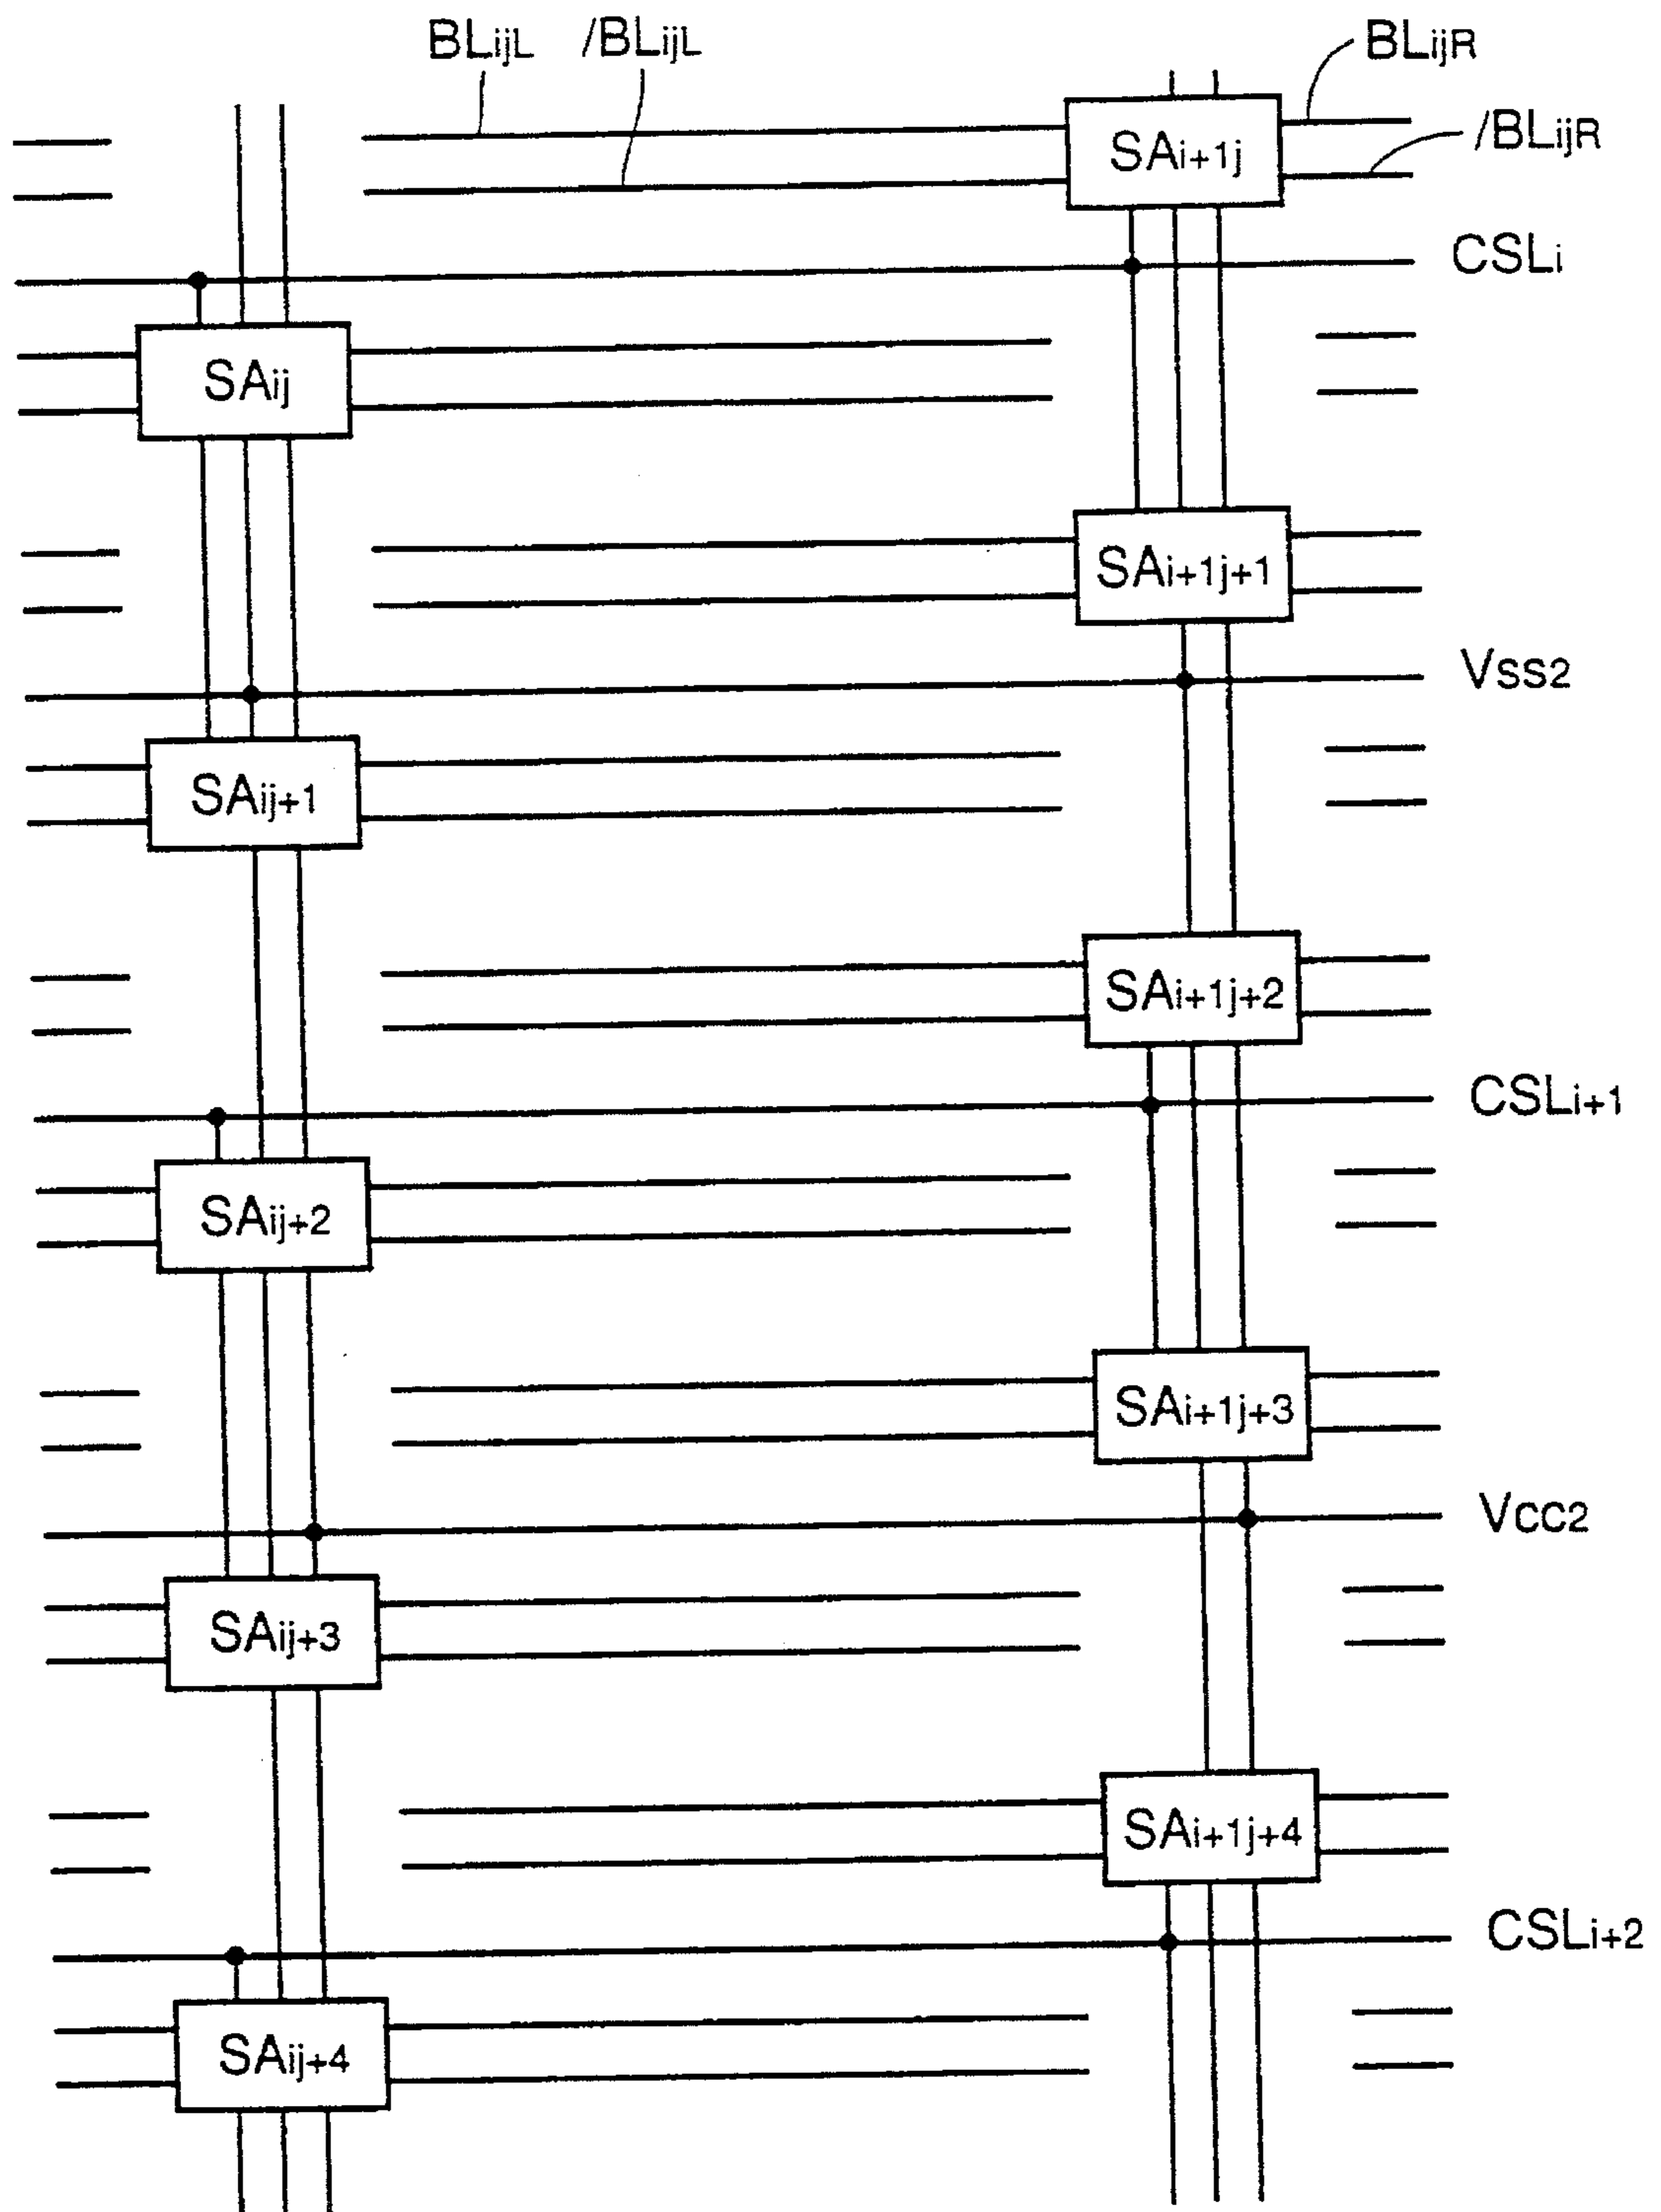 BLijL /BLijL BLijR
/BLijR
SAi+1j
CSLi
SAij
SAi+1j+1
Vss2
SAij+1
SAi+1j+2
CSLi+1
SAij+2
SAi+1j+3
Vcc2
SAij+3
SAi+1j+4
CSLi+2
SAij+4